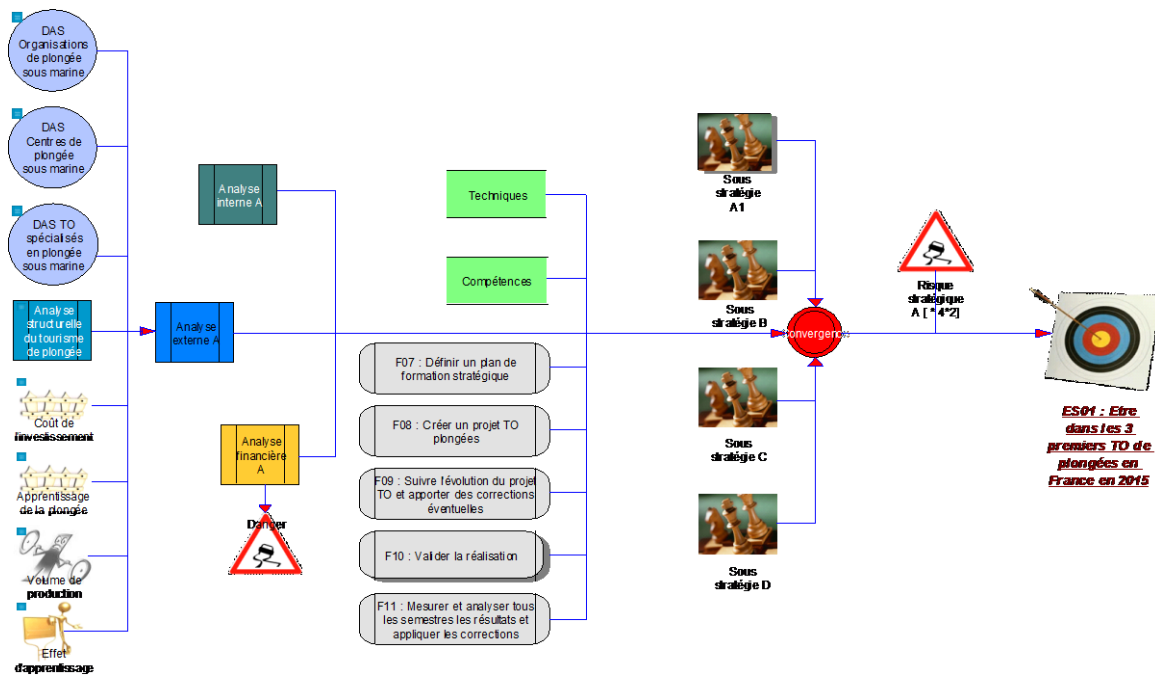 DAS
Organisations
de plongée
sous marine
DAS
Centres de
plongée
sous marine
DAS TO
spécialisés
en plongée
sous marine
Analyse
structurelle
du tourisme
de plongée
Coût de
l'investissement
Apprentissage
de la plongée
Volume de
production
Effet
d'apprentissage
Analyse
interne A
Analyse
externe A
Analyse
financière
A
Danger
Techniques
Compétences
F07 : Définir un plan de
formation stratégique
F08 : Créer un projet TO
plongées
F09 : Suivre l'évolution du projet
TO et apporter des corrections
éventuelles
F10 : Valider la réalisation
F11 : Mesurer et analyser tous
les semestres les résultats et
appliquer les corrections
Sous
stratégie
A1
Sous
stratégie B
Sous
stratégie C
Sous
stratégie D
Convergences
Risque
stratégique
A [ * 4*2]
ES01 : Etre
dans les 3
premiers TO de
plongées en
France en 2015